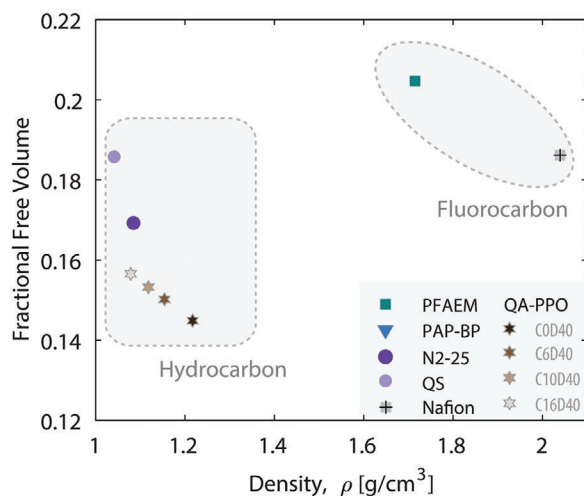 Fractional Free Volume
0.22
0.2
0.18
0.16
0.14
0.12
Fluorocarbon
Hydrocarbon
PFAEM
PAP-BP
N2-25
QS
Nafion
QA-PPO
C0D40
C6D40
C10D40
C16D40
1
1.2
1.4
1.6
1.8
2
Density, ρ [g/cm³]